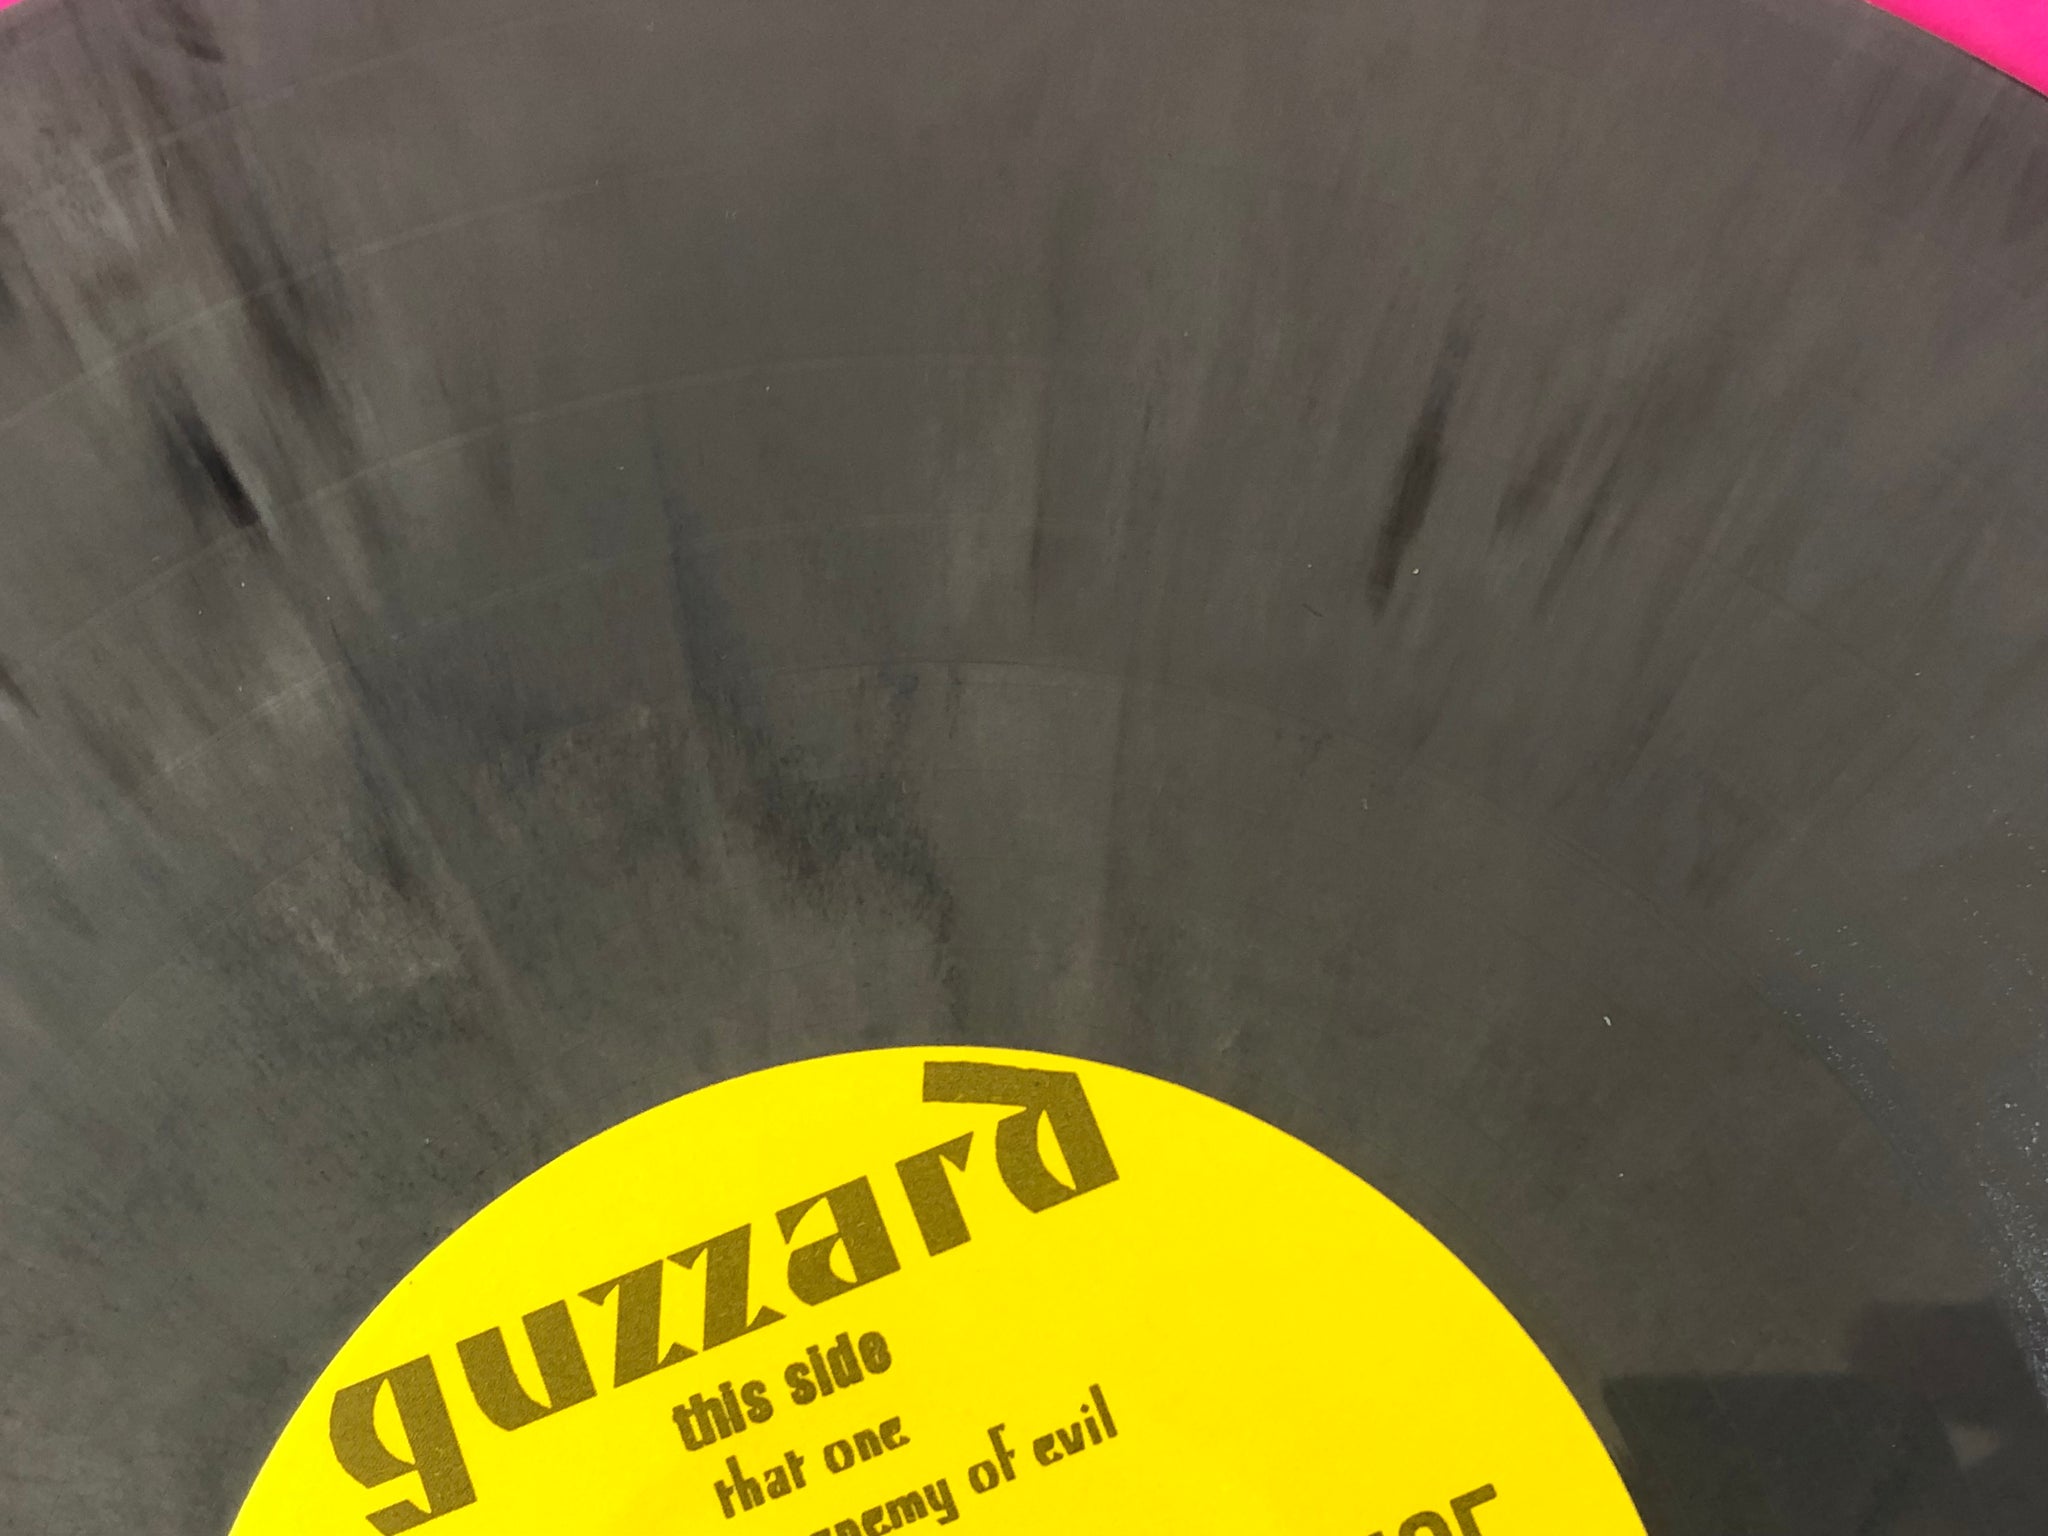 guzzard
this side
that one
enemy of evil